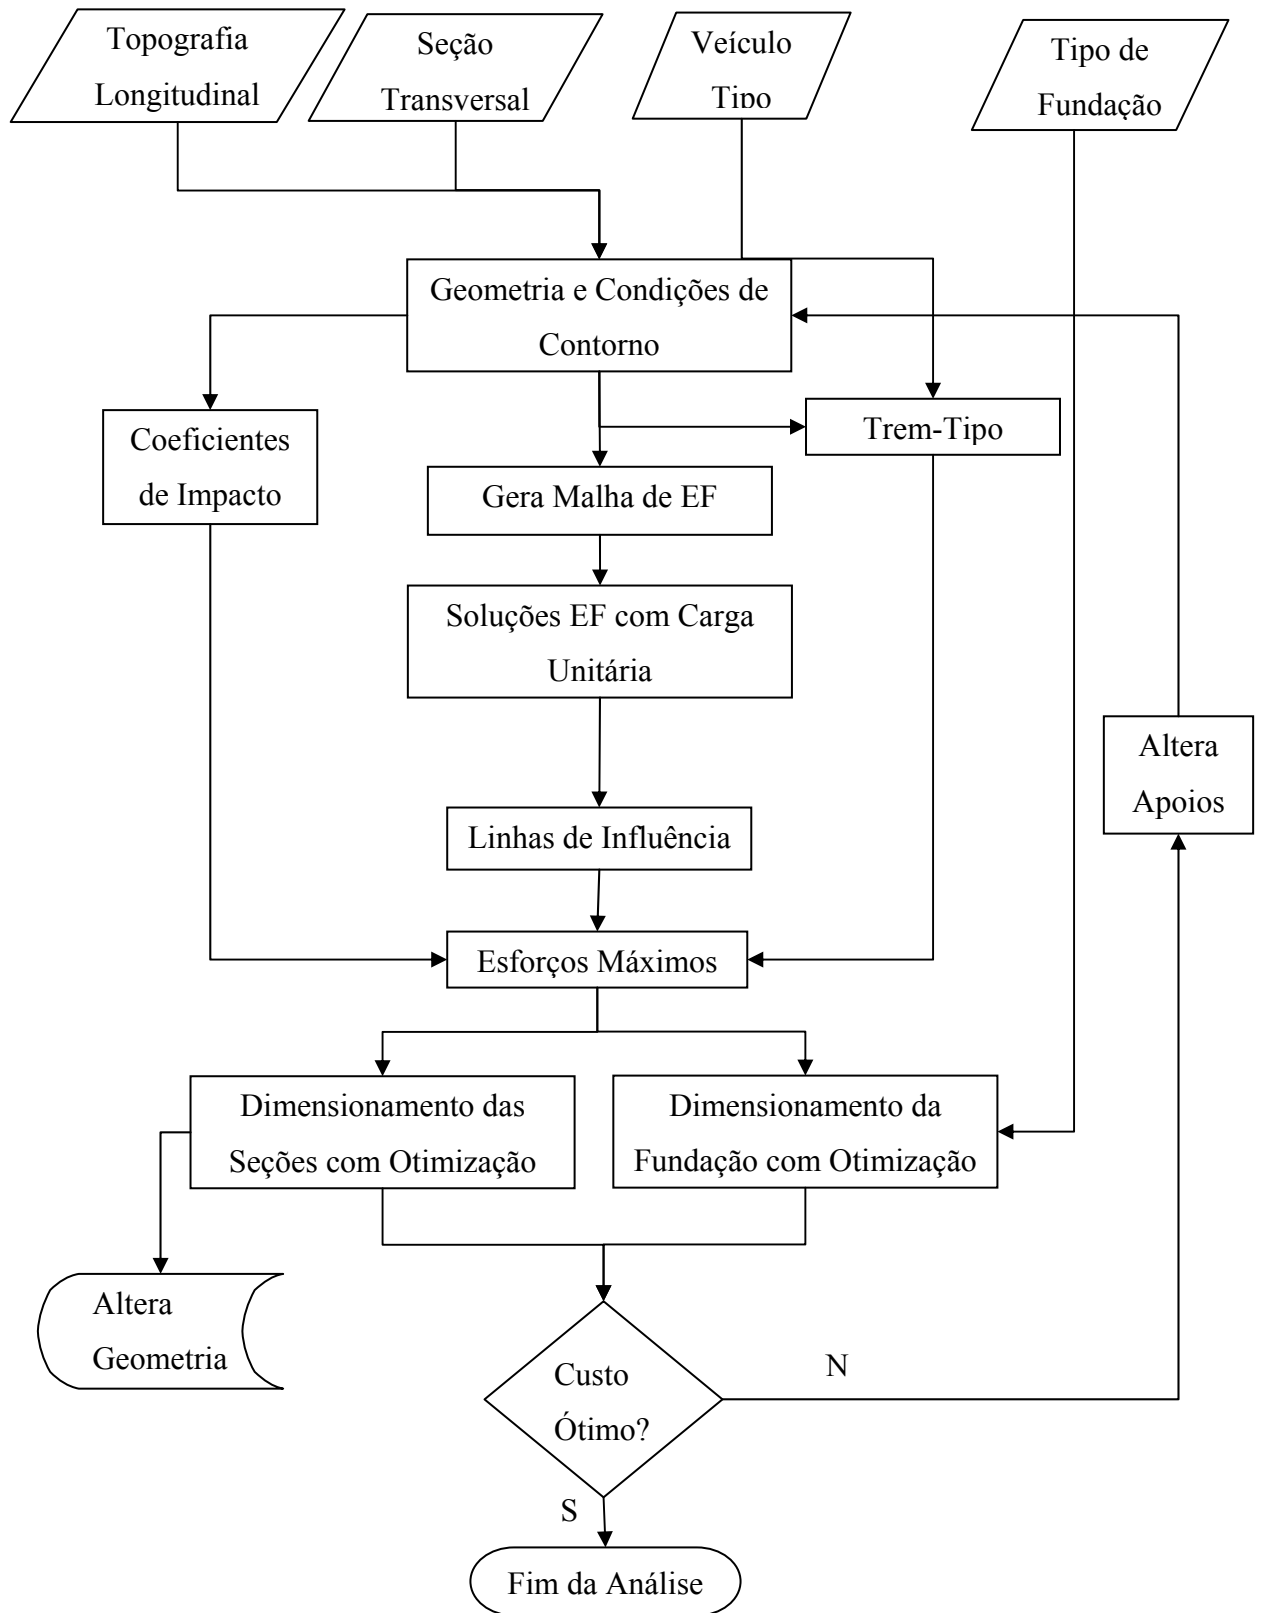 Topografia
Longitudinal
Seção
Transversal
Veículo
Tipo
Tipo de
Fundação
Geometria e Condições de
Contorno
Coeficientes
de Impacto
Trem-Tipo
Gera Malha de EF
Soluções EF com Carga
Unitária
Altera
Apoios
Linhas de Influência
Esforços Máximos
Dimensionamento das
Seções com Otimização
Dimensionamento da
Fundação com Otimização
Altera
Geometria
Custo
Ótimo?
N
S
Fim da Análise